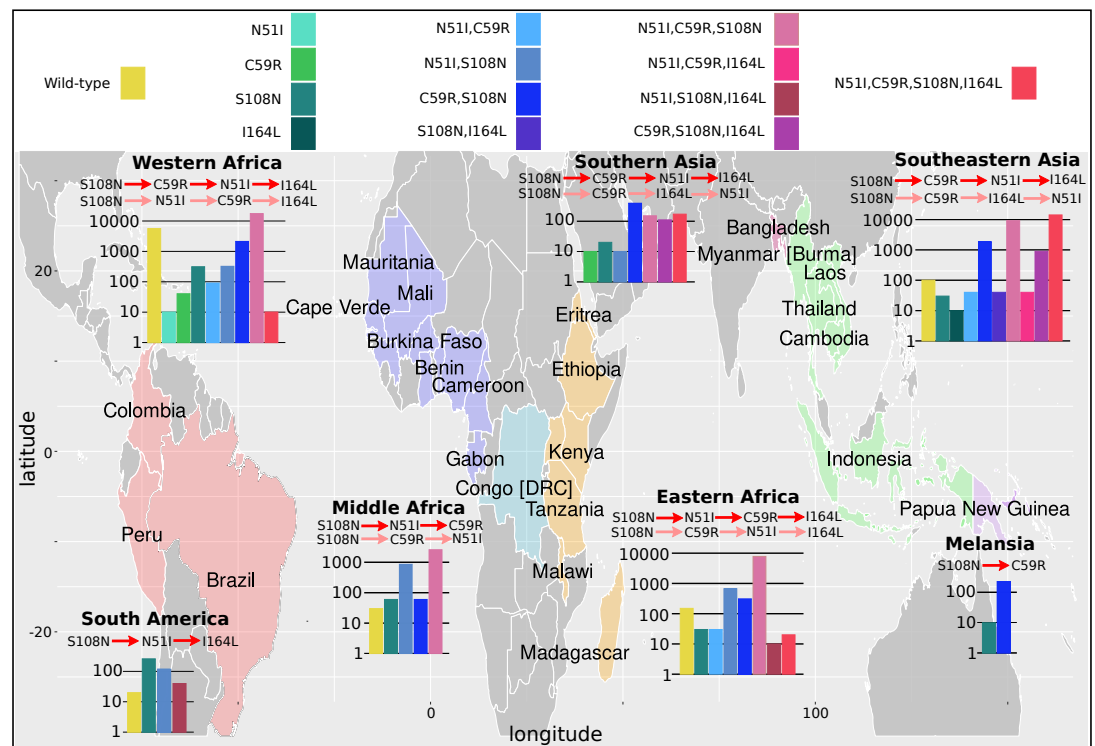 N51I
N51I,C59R
N51I,C59R,S108N
Wild-type
C59R
N51I,S108N
N51I,C59R,I164L
N51I,C59R,S108N,I164L
S108N
C59R,S108N
N51I,S108N,I164L
I164L
S108N,I164L
C59R,S108N,I164L
Western Africa
S108N C59R N51I I164L
S108N N51I C59R I164L
10000
1000
100
10
1
Southern Asia
S108N C59R N51I I164L
S108N C59R I164L N51I
100
10
1
Southeastern Asia
S108N C59R N51I I164L
S108N C59R I164L N51I
10000
1000
100
10
1
Mauritania
Mali
Cape Verde
Burkina Faso
Benin
Cameroon
Gabon
Congo [DRC]
Eritrea
Ethiopia
Kenya
Tanzania
Malawi
Madagascar
Bangladesh
Myanmar [Burma]
Laos
Thailand
Cambodia
Indonesia
Papua New Guinea
Colombia
Peru
Brazil
Middle Africa
S108N N51I C59R
S108N C59R N51I
1000
100
10
1
Eastern Africa
S108N N51I C59R I164L
S108N C59R N51I I164L
10000
1000
100
10
1
Melansia
S108N C59R
100
10
1
South America
S108N N51I I164L
100
10
1
20
0
-20
latitude
0
100
longitude